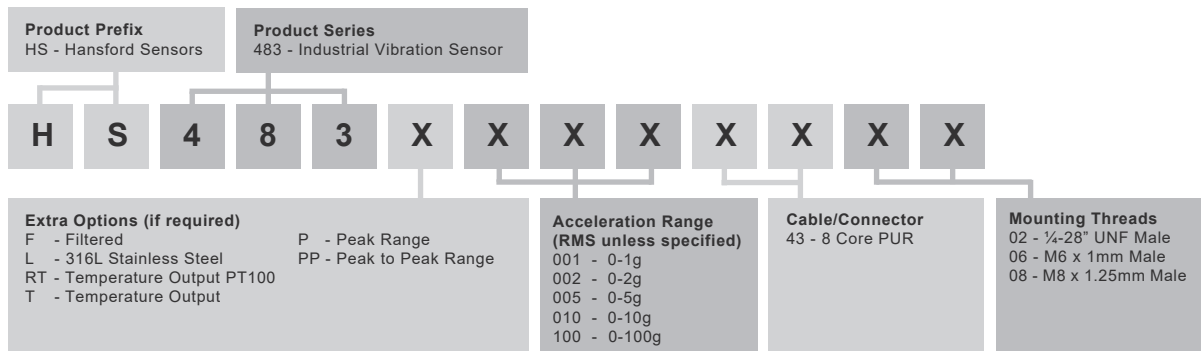 Product Prefix
HS - Hansford Sensors
Product Series
483 - Industrial Vibration Sensor
H S 4 8 3 X X X X X X X X
Extra Options (if required)
F - Filtered
L - 316L Stainless Steel
RT - Temperature Output PT100
T - Temperature Output
P - Peak Range
PP - Peak to Peak Range
Acceleration Range
(RMS unless specified)
001 - 0-1g
002 - 0-2g
005 - 0-5g
010 - 0-10g
100 - 0-100g
Cable/Connector
43 - 8 Core PUR
Mounting Threads
02 - ¼-28” UNF Male
06 - M6 x 1mm Male
08 - M8 x 1.25mm Male